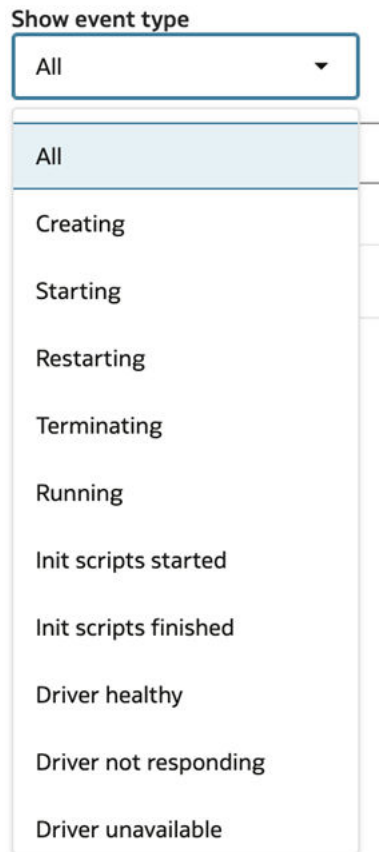 Show event type
All
All
Creating
Starting
Restarting
Terminating
Running
Init scripts started
Init scripts finished
Driver healthy
Driver not responding
Driver unavailable